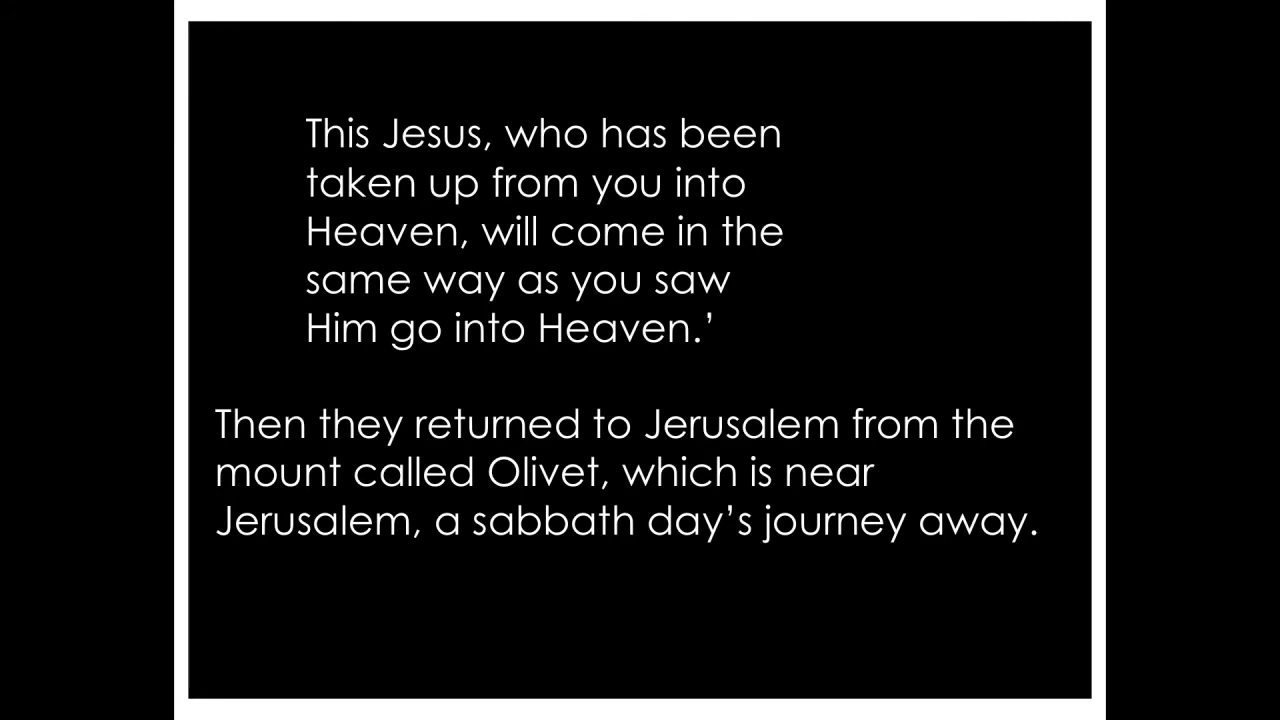 This Jesus, who has been
taken up from you into
Heaven, will come in the
same way as you saw
Him go into Heaven.’
Then they returned to Jerusalem from the
mount called Olivet, which is near
Jerusalem, a sabbath day’s journey away.